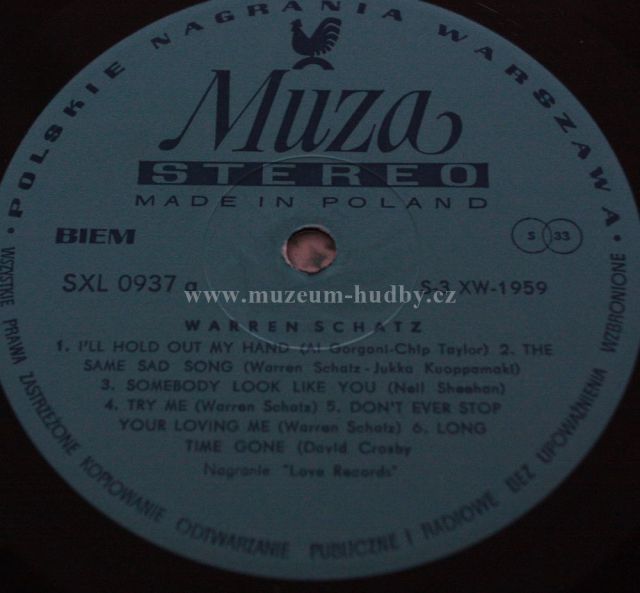 POLSKIE NAGRANIA WARSZAWA
Muza
STEREO
MADE IN POLAND
BIEM
S 33
SXL 0937 a
S-3 XW-1959
www.muzeum-hudby.cz
WARREN SCHATZ
1. I'LL HOLD OUT MY HAND (Al Gorgoni-Chip Taylor) 2. THE
SAME SAD SONG (Warren Schatz - Jukka Kuoppamaki)
3. SOMEBODY LOOK LIKE YOU (Neil Sheehan)
4. TRY ME (Warren Schatz) 5. DON'T EVER STOP
YOUR LOVING ME (Warren Schatz) 6. LONG
TIME GONE (David Crosby
Nagranie "Love Records"
• WSZYSTKIE PRAWA ZASTRZEŻONE KOPIOWANIE ODTWARZANIE PUBLICZNE I RADIOWE BEZ UPOWAŻNIENIA WZBRONIONE •